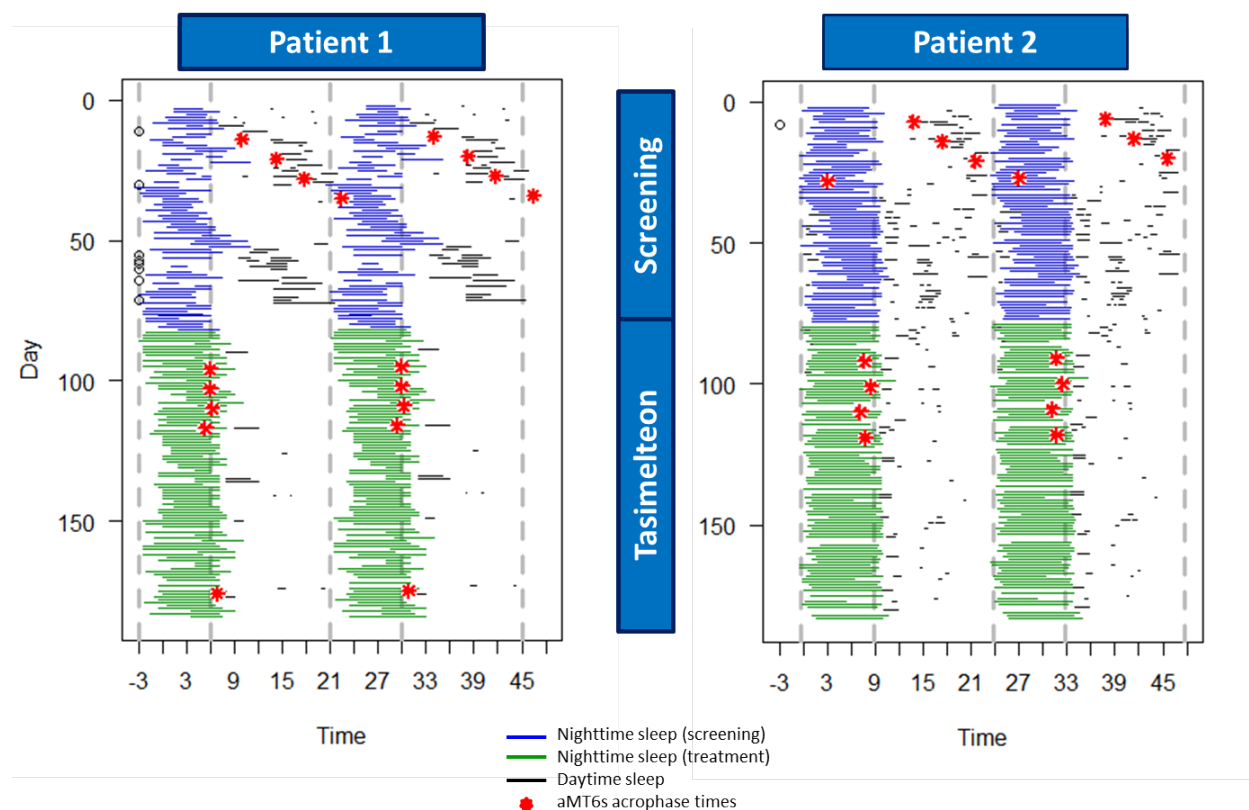 Patient 1
Patient 2
0
50
100
150
Day
-3 3 9 15 21 27 33 39 45
Time
Screening
Tasimelteon
0
50
100
150
-3 3 9 15 21 27 33 39 45
Time
Nighttime sleep (screening)
Nighttime sleep (treatment)
Daytime sleep
aMT6s acrophase times